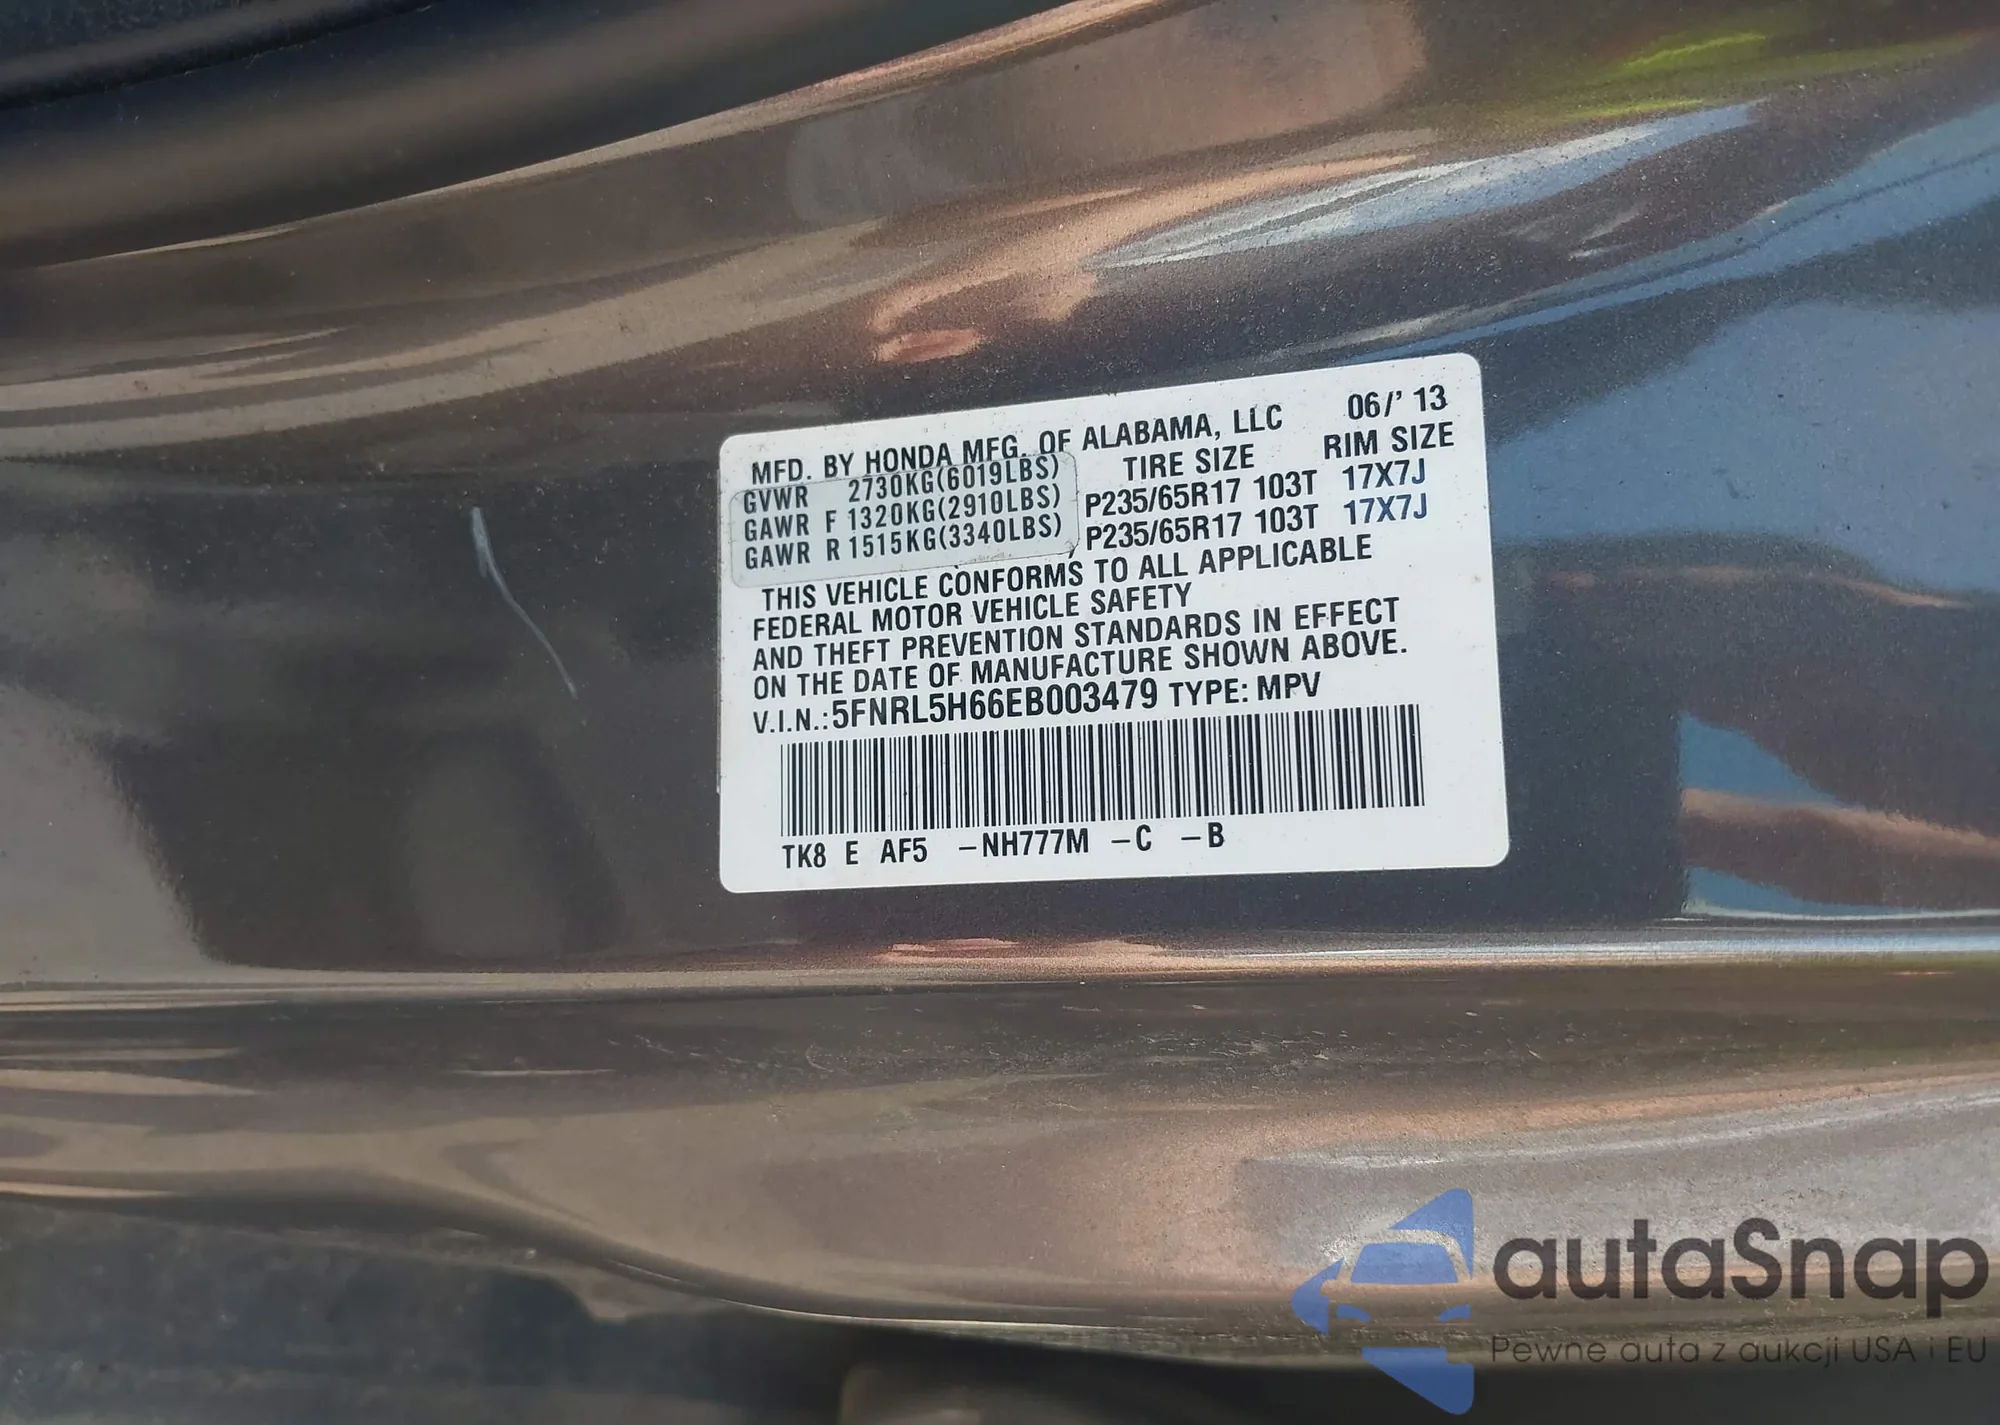 MFD. BY HONDA MFG. OF ALABAMA, LLC 06/' 13
GVWR 2730KG(6019LBS) TIRE SIZE RIM SIZE
GAWR F 1320KG(2910LBS) P235/65R17 103T 17X7J
GAWR R 1515KG(3340LBS) P235/65R17 103T 17X7J
THIS VEHICLE CONFORMS TO ALL APPLICABLE
FEDERAL MOTOR VEHICLE SAFETY
AND THEFT PREVENTION STANDARDS IN EFFECT
ON THE DATE OF MANUFACTURE SHOWN ABOVE.
V.I.N.: 5FNRL5H66EB003479 TYPE: MPV
TK8 E AF5 -NH777M -C -B
autaSnap
Pewne auta z aukcji USA i EU